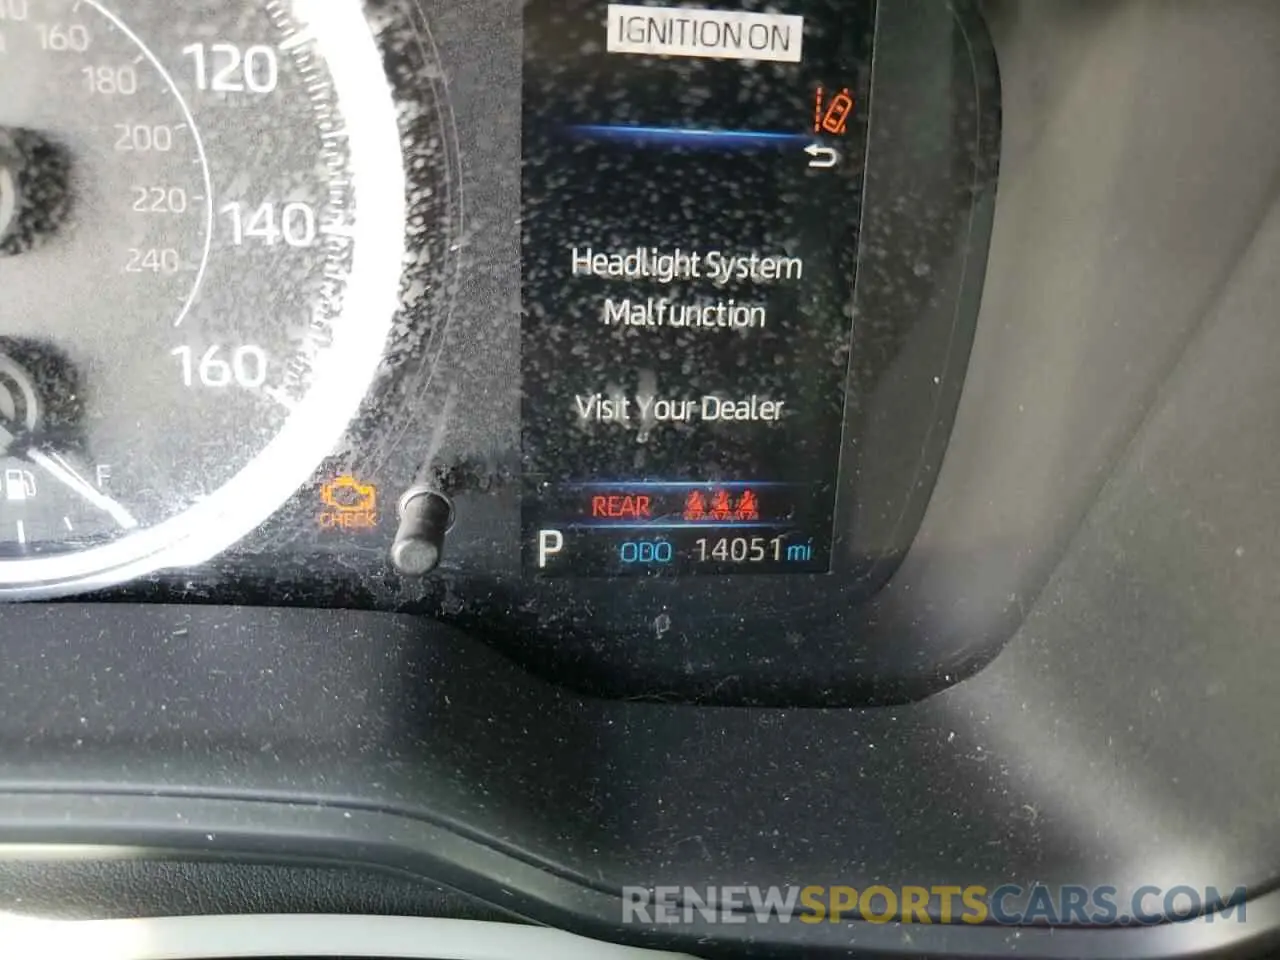 IGNITION ON
160
180
200
220
240
120
140
160
F
CHECK
Headlight System
Malfunction
Visit Your Dealer
REAR
P ODO 14051 mi
RENEWSPORTSCARS.COM